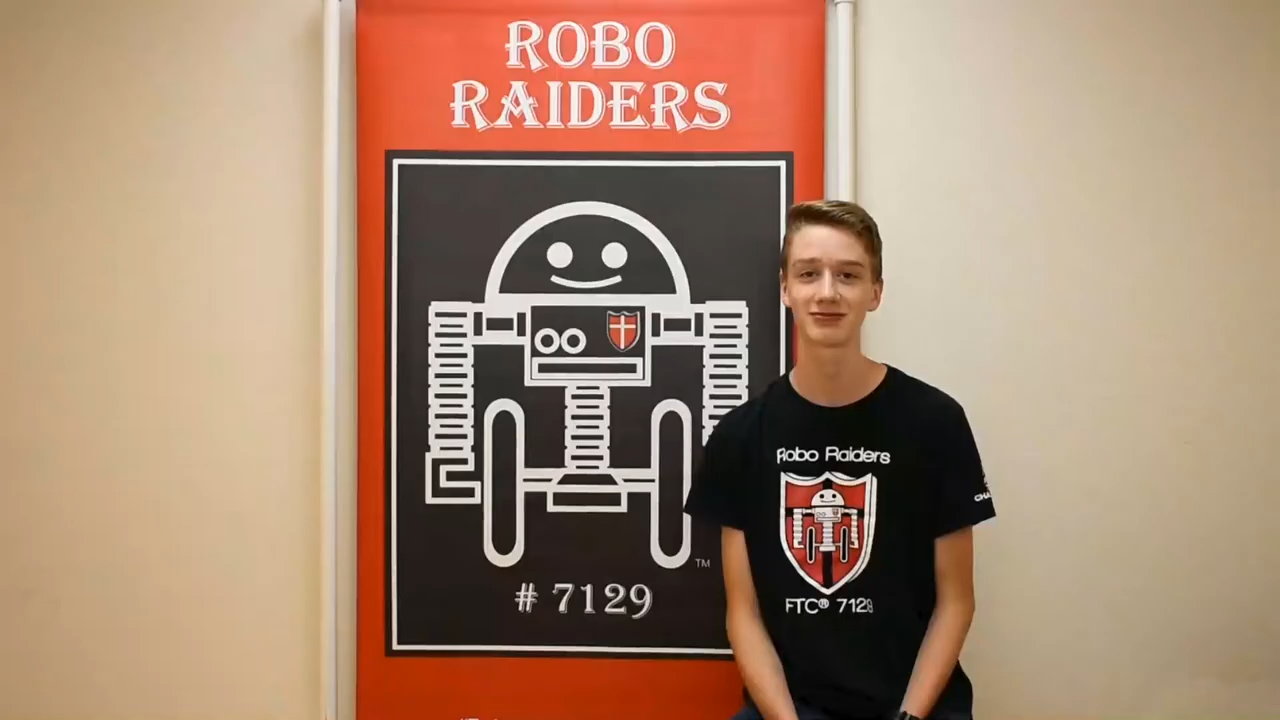 ROBO
RAIDERS
TM
# 7129
Robo Raiders
FTC® 7129